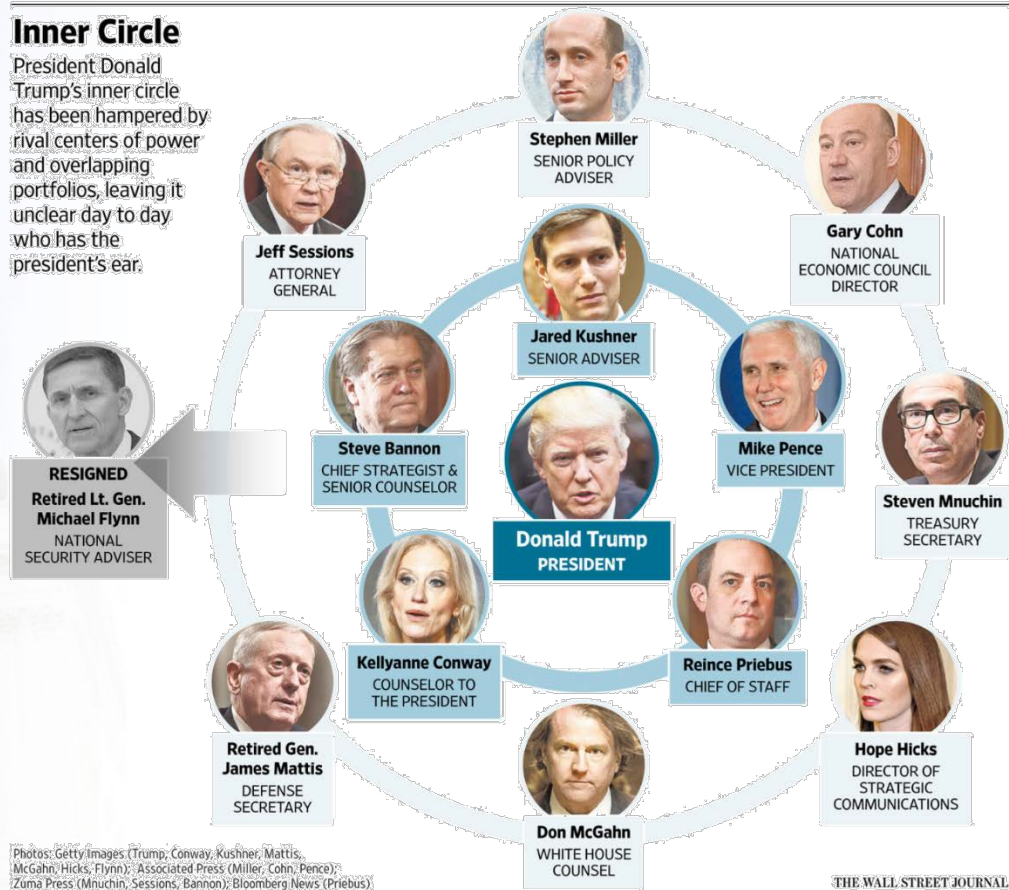 Inner Circle
President Donald
Trump's inner circle
has been hampered by
rival centers of power
and overlapping
portfolios, leaving it
unclear day to day
who has the
president's ear.
Stephen Miller
SENIOR POLICY
ADVISER
Jeff Sessions
ATTORNEY
GENERAL
Gary Cohn
NATIONAL
ECONOMIC COUNCIL
DIRECTOR
Jared Kushner
SENIOR ADVISER
Steve Bannon
CHIEF STRATEGIST &
SENIOR COUNSELOR
Mike Pence
VICE PRESIDENT
RESIGNED
Retired Lt. Gen.
Michael Flynn
NATIONAL
SECURITY ADVISER
Steven Mnuchin
TREASURY
SECRETARY
Donald Trump
PRESIDENT
Kellyanne Conway
COUNSELOR TO
THE PRESIDENT
Reince Priebus
CHIEF OF STAFF
Retired Gen.
James Mattis
DEFENSE
SECRETARY
Hope Hicks
DIRECTOR OF
STRATEGIC
COMMUNICATIONS
Don McGahn
WHITE HOUSE
COUNSEL
Photos: Getty Images (Trump, Conway, Kushner, Mattis,
McGahn, Hicks, Flynn); Associated Press (Miller, Cohn, Pence);
Zuma Press (Mnuchin, Sessions, Bannon); Bloomberg News (Priebus)
THE WALL STREET JOURNAL